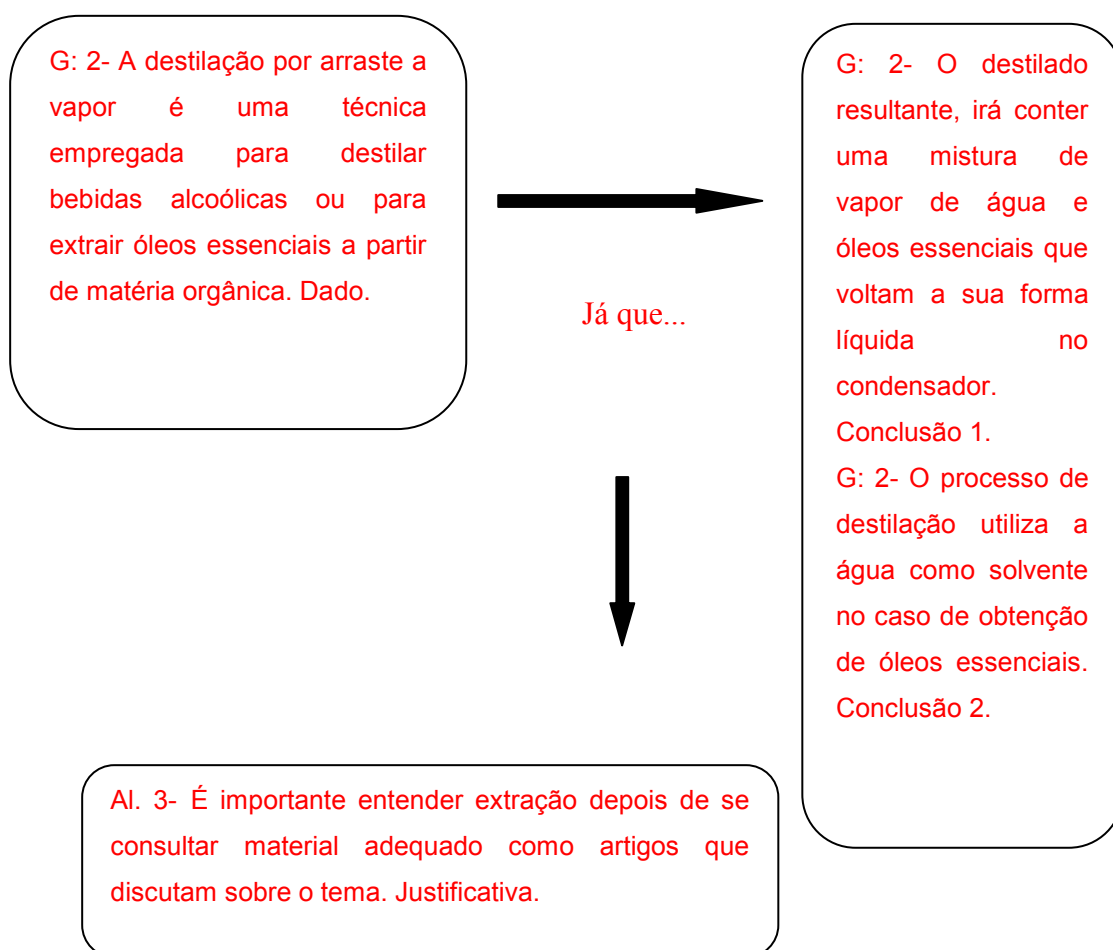 G: 2- A destilação por arraste a
vapor é uma técnica
empregada para destilar
bebidas alcoólicas ou para
extrair óleos essenciais a partir
de matéria orgânica. Dado.
Já que...
G: 2- O destilado
resultante, irá conter
uma mistura de
vapor de água e
óleos essenciais que
voltam a sua forma
líquida no
condensador.
Conclusão 1.
G: 2- O processo de
destilação utiliza a
água como solvente
no caso de obtenção
de óleos essenciais.
Conclusão 2.
Al. 3- É importante entender extração depois de se
consultar material adequado como artigos que
discutam sobre o tema. Justificativa.